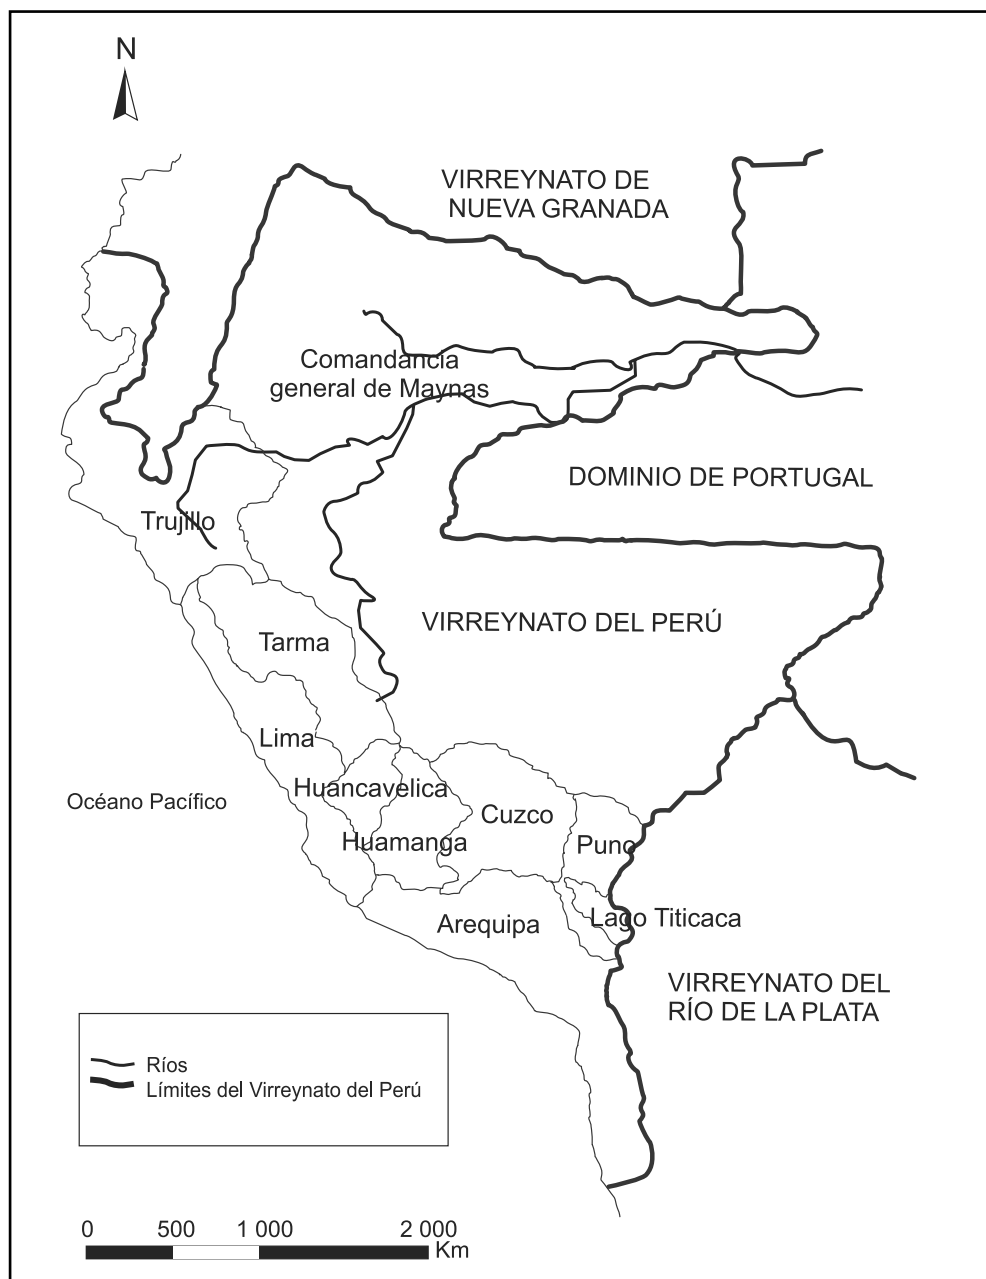 N
VIRREYNATO DE
NUEVA GRANADA
Comandancia
general de Maynas
DOMINIO DE PORTUGAL
Trujillo
VIRREYNATO DEL PERÚ
Tarma
Lima
Huancavelica
Océano Pacífico
Cuzco
Huamanga
Puno
Lago Titicaca
Arequipa
VIRREYNATO DEL
RÍO DE LA PLATA
Ríos
Límites del Virreynato del Perú
0 500 1 000 2 000
Km